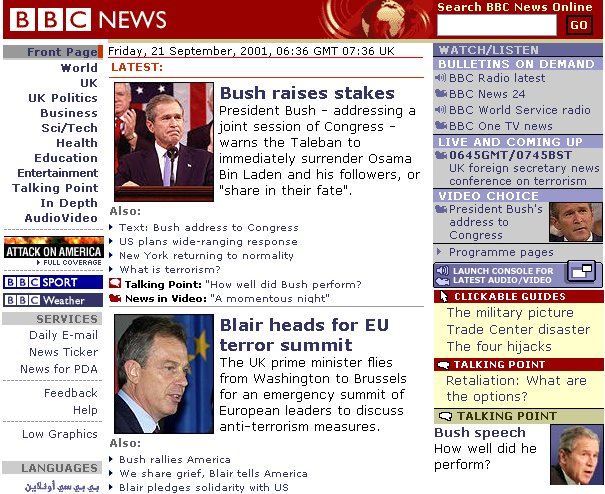 BBC NEWS
Search BBC News Online
GO
Front Page
World
UK
UK Politics
Business
Sci/Tech
Health
Education
Entertainment
Talking Point
In Depth
AudioVideo
ATTACK ON AMERICA
FULL COVERAGE
BBC SPORT
BBC Weather
SERVICES
Daily E-mail
News Ticker
News for PDA
Feedback
Help
Low Graphics
LANGUAGES
بي بي سي أونلاين
Friday, 21 September, 2001, 06:36 GMT 07:36 UK
LATEST:
Bush raises stakes
President Bush - addressing a
joint session of Congress -
warns the Taleban to
immediately surrender Osama
Bin Laden and his followers, or
"share in their fate".
Also:
Text: Bush address to Congress
US plans wide-ranging response
New York returning to normality
What is terrorism?
Talking Point: "How well did Bush perform?
News in Video: "A momentous night"
Blair heads for EU
terror summit
The UK prime minister flies
from Washington to Brussels
for an emergency summit of
European leaders to discuss
anti-terrorism measures.
Also:
Bush rallies America
We share grief, Blair tells America
Blair pledges solidarity with US
WATCH/LISTEN
BULLETINS ON DEMAND
BBC Radio latest
BBC News 24
BBC World Service radio
BBC One TV news
LIVE AND COMING UP
0645GMT/0745BST
UK foreign secretary news
conference on terrorism
VIDEO CHOICE
President Bush's
address to
Congress
Programme pages
LAUNCH CONSOLE FOR
LATEST AUDIO/VIDEO
CLICKABLE GUIDES
The military picture
Trade Center disaster
The four hijacks
TALKING POINT
Retaliation: What are
the options?
TALKING POINT
Bush speech
How well did he
perform?